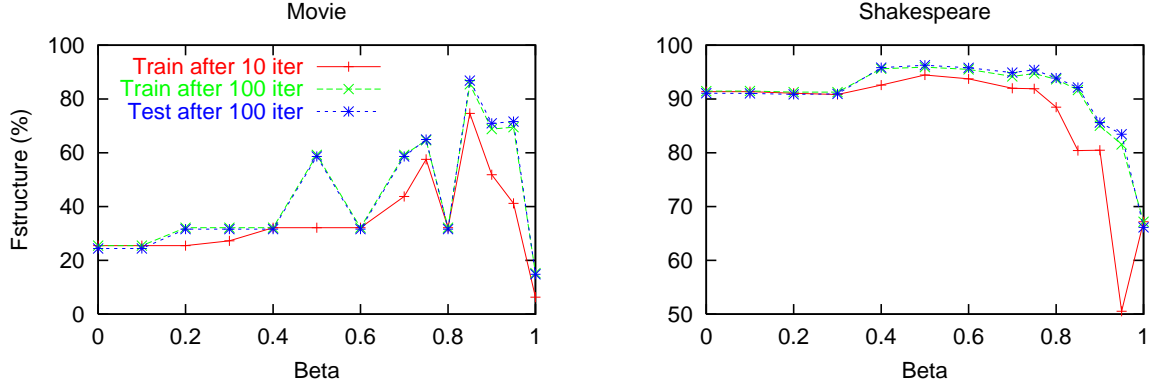 Movie
100
80
60
40
20
0
Fstructure (%)
Train after 10 iter
Train after 100 iter
Test after 100 iter
0 0.2 0.4 0.6 0.8 1
Beta
Shakespeare
100
90
80
70
60
50
0 0.2 0.4 0.6 0.8 1
Beta